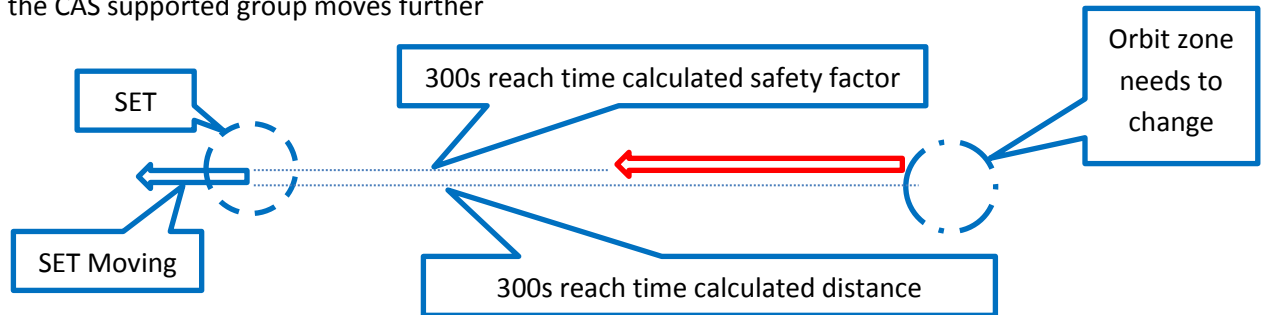 the CAS supported group moves further
Orbit zone
needs to
change
300s reach time calculated safety factor
SET
SET Moving
300s reach time calculated distance